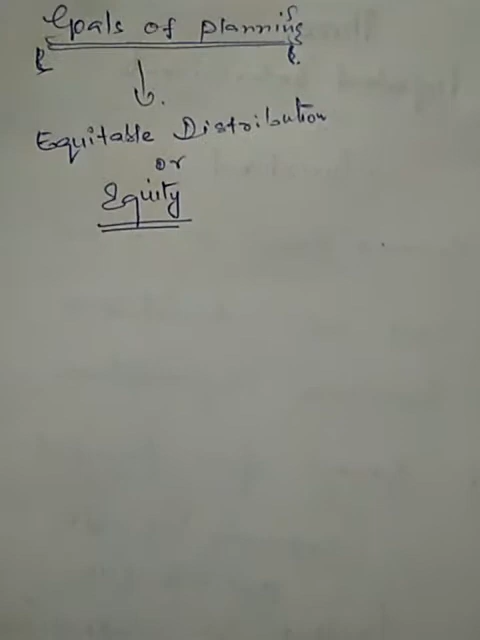 Goals of planning
Equitable Distribution
or
Equity